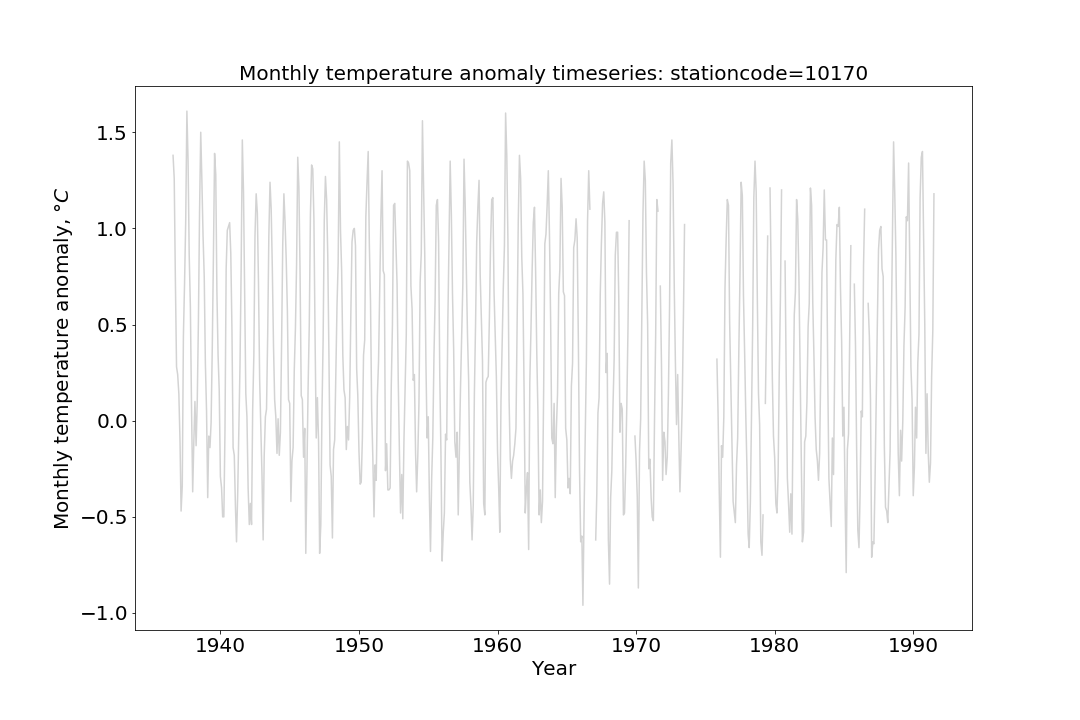 Monthly temperature anomaly timeseries: stationcode=10170
Monthly temperature anomaly, °C
1.5
1.0
0.5
0.0
−0.5
−1.0
1940 1950 1960 1970 1980 1990
Year